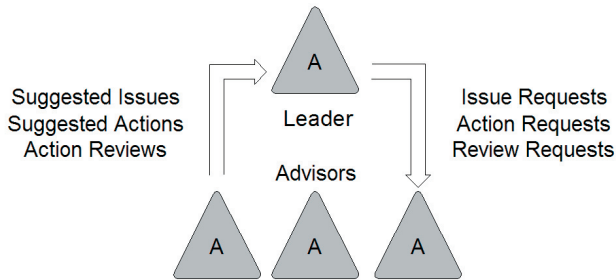 A
Suggested Issues
Suggested Actions
Action Reviews
Leader
Issue Requests
Action Requests
Review Requests
Advisors
A
A
A